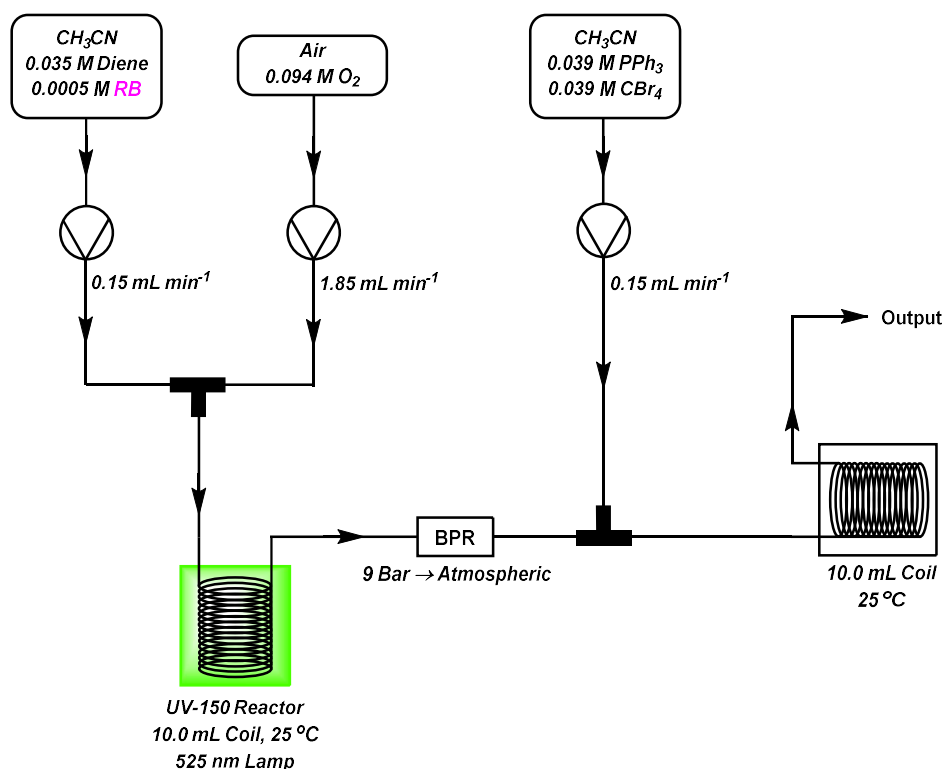 CH₃CN
0.035 M Diene
0.0005 M RB
Air
0.094 M O₂
CH₃CN
0.039 M PPh₃
0.039 M CBr₄
0.15 mL min⁻¹
1.85 mL min⁻¹
0.15 mL min⁻¹
Output
BPR
9 Bar → Atmospheric
10.0 mL Coil
25 °C
UV-150 Reactor
10.0 mL Coil, 25 °C
525 nm Lamp